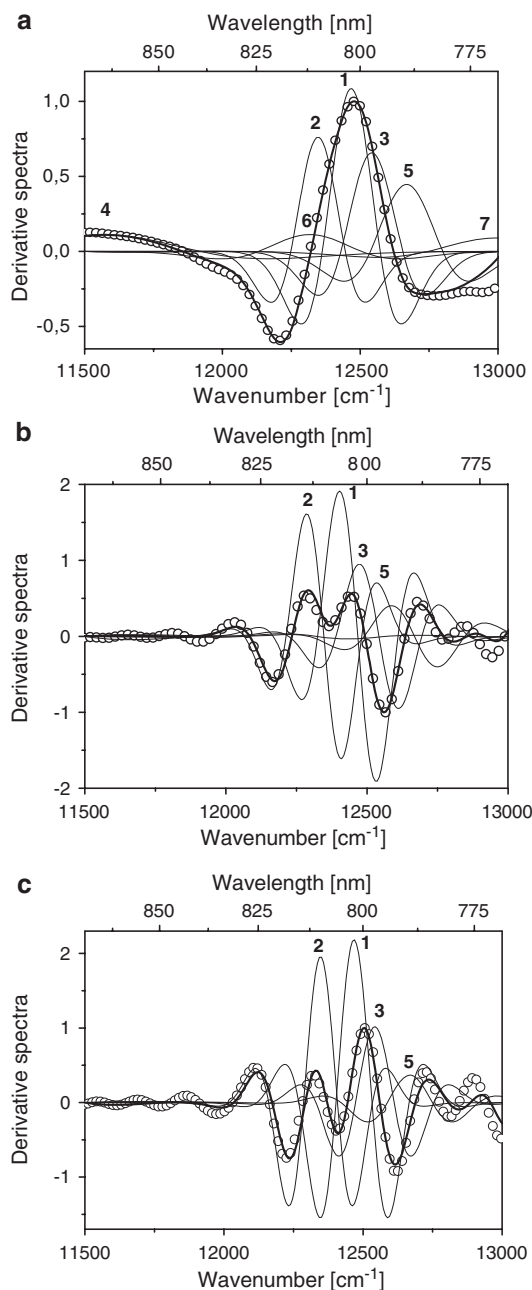 a
Wavelength [nm]
850 825 800 775
1
1,0
2
3
0,5
5
4
6
7
0,0
-0,5
Derivative spectra
11500 12000 12500 13000
Wavenumber [cm⁻¹]
b
Wavelength [nm]
850 825 800 775
2
1
2
1
3
5
0
-1
-2
Derivative spectra
11500 12000 12500 13000
Wavenumber [cm⁻¹]
c
Wavelength [nm]
850 825 800 775
2
2
1
3
1
5
0
-1
Derivative spectra
11500 12000 12500 13000
Wavenumber [cm⁻¹]